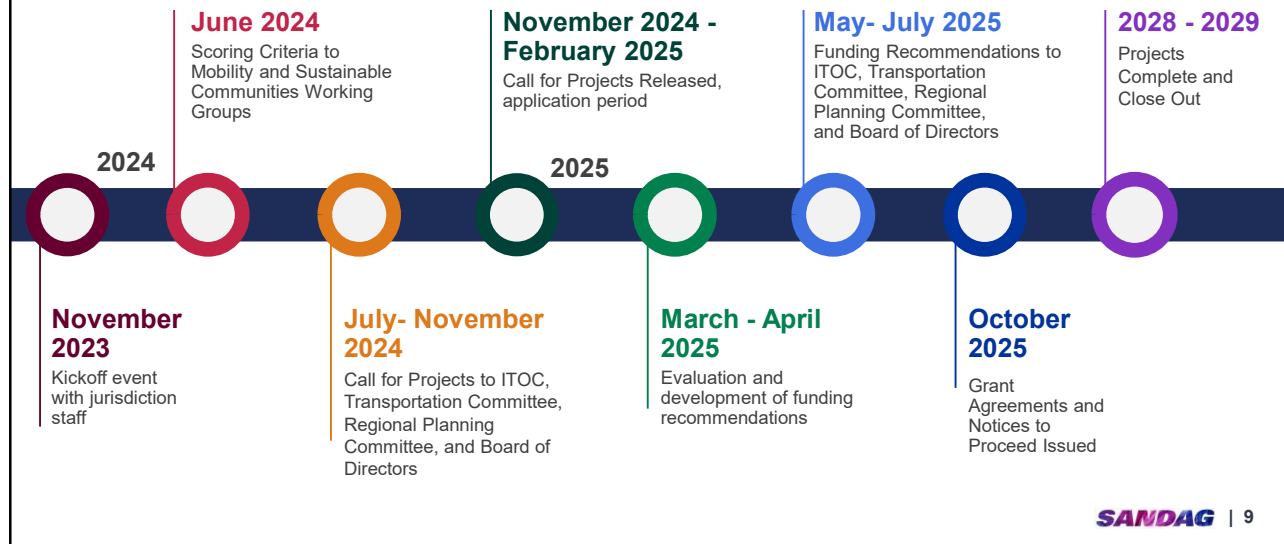 June 2024
Scoring Criteria to
Mobility and Sustainable
Communities Working
Groups
November 2024 -
February 2025
Call for Projects Released,
application period
May- July 2025
Funding Recommendations to
ITOC, Transportation
Committee, Regional
Planning Committee,
and Board of Directors
2028 - 2029
Projects
Complete and
Close Out
2024
2025
November
2023
Kickoff event
with jurisdiction
staff
July- November
2024
Call for Projects to ITOC,
Transportation Committee,
Regional Planning
Committee, and Board of
Directors
March - April
2025
Evaluation and
development of funding
recommendations
October
2025
Grant
Agreements and
Notices to
Proceed Issued
SANDAG | 9